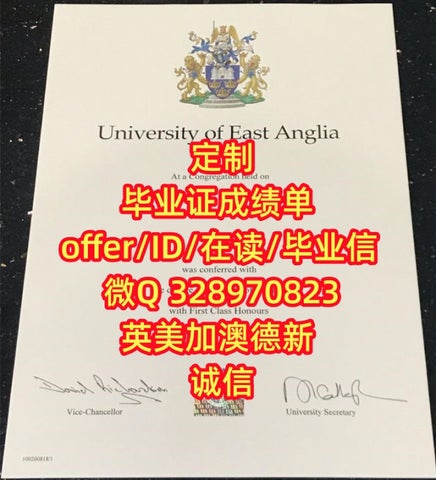 University of East Anglia
At a Congregation held on
定制
毕业证成绩单
offer/ID/在读/毕业信
was conferred with
微Q 328970823
with First Class Honours
英美加澳德新
诚信
Vice-Chancellor
University Secretary